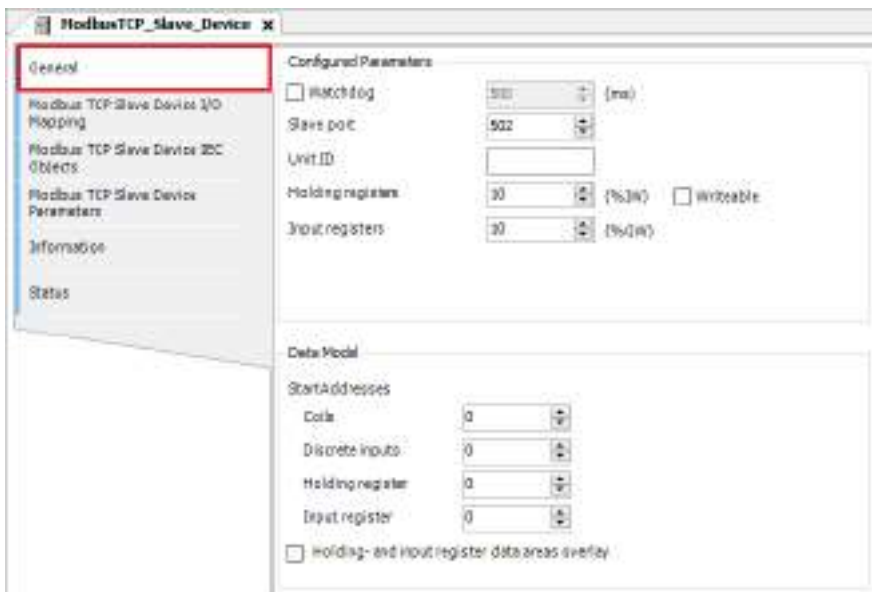 ModbusTCP_Slave_Device x
General
Modbus TCP Slave Device I/O
Mapping
Modbus TCP Slave Device IEC
Objects
Modbus TCP Slave Device
Parameters
Information
Status
Configured Parameters
Watchdog 500 (ms)
Slave port 502
Unit ID
Holding registers 10 (%IW) Writeable
Input registers 10 (%QW)
Data Model
Start Addresses
Coils 0
Discrete inputs 0
Holding register 0
Input register 0
Holding- and input register data areas overlay